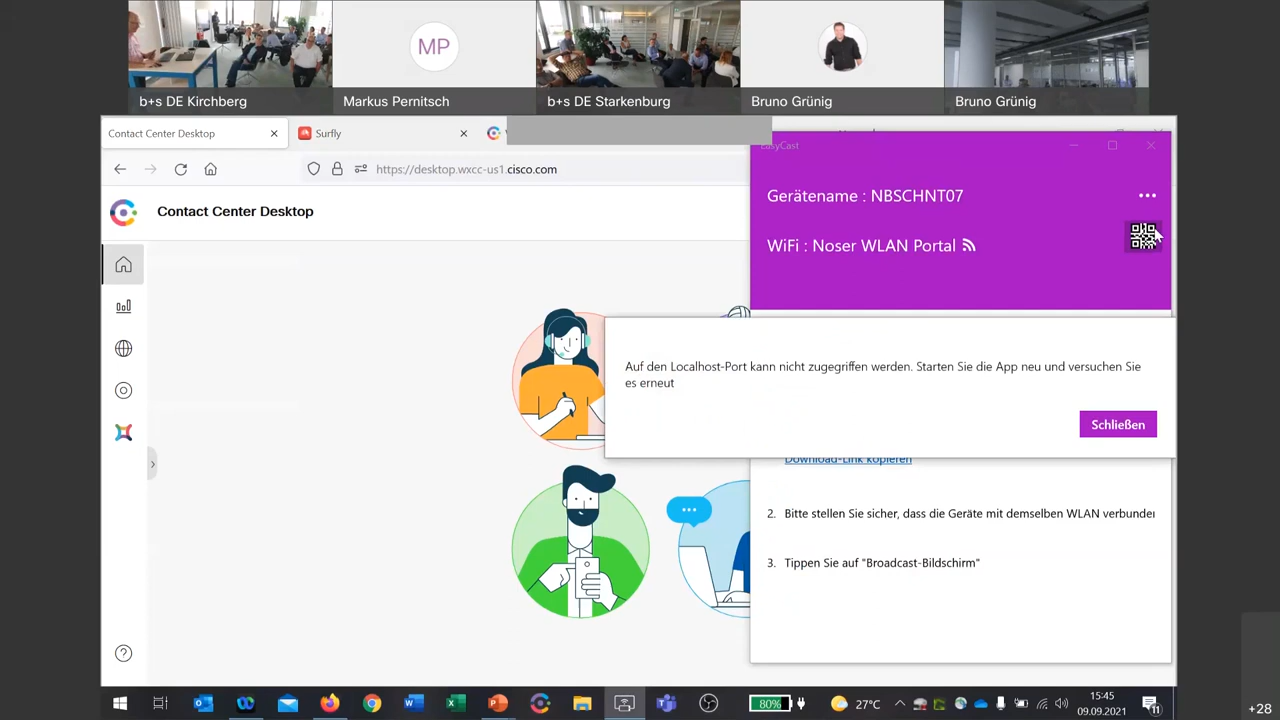 MP
b+s DE Kirchberg
Markus Pernitsch
b+s DE Starkenburg
Bruno Grünig
Bruno Grünig
Contact Center Desktop
Surfly
https://desktop.wxcc-us1.cisco.com
Contact Center Desktop
EasyCast
Gerätename : NBSCHNT07
WiFi : Noser WLAN Portal
Auf den Localhost-Port kann nicht zugegriffen werden. Starten Sie die App neu und versuchen Sie
es erneut
Schließen
Download-Link kopieren
2. Bitte stellen Sie sicher, dass die Geräte mit demselben WLAN verbunden
3. Tippen Sie auf "Broadcast-Bildschirm"
80%
27°C
15:45
09.09.2021
11
+28